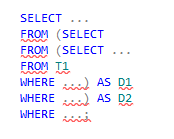 SELECT ...
FROM (SELECT
FROM (SELECT ...
FROM T1
WHERE ...) AS D1
WHERE ...) AS D2
WHERE ...;